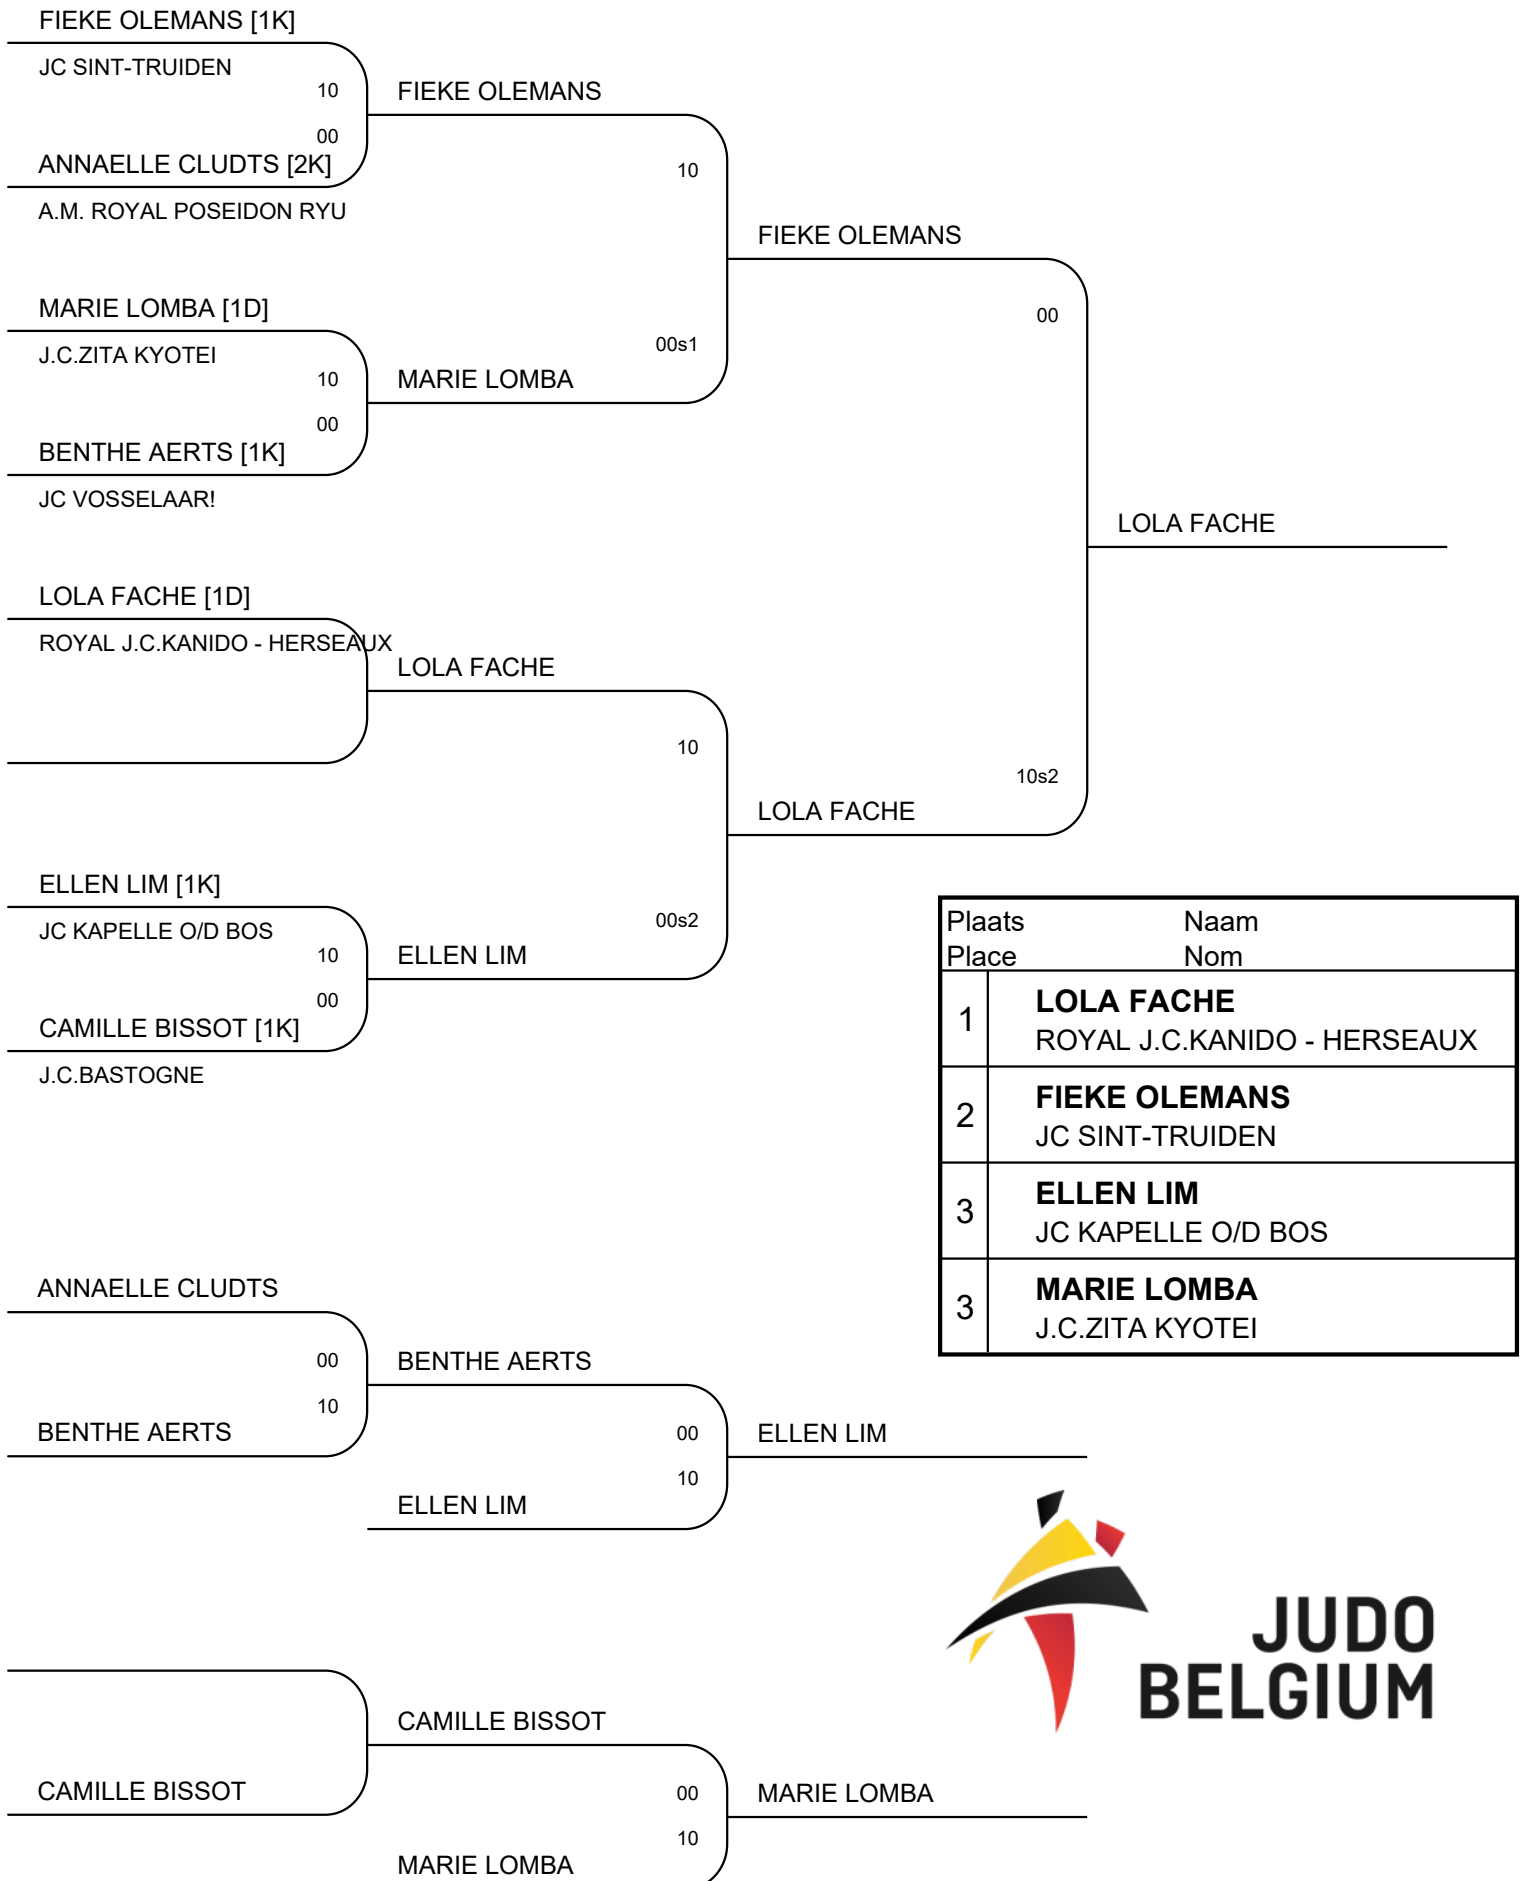 FIEKE OLEMANS [1K]
JC SINT-TRUIDEN
10
00
ANNAELLE CLUDTS [2K]
A.M. ROYAL POSEIDON RYU
MARIE LOMBA [1D]
J.C.ZITA KYOTEI
10
00
BENTHE AERTS [1K]
JC VOSSELAAR!
LOLA FACHE [1D]
ROYAL J.C.KANIDO - HERSEAUX
ELLEN LIM [1K]
JC KAPELLE O/D BOS
10
00
CAMILLE BISSOT [1K]
J.C.BASTOGNE
FIEKE OLEMANS
10
00s1
MARIE LOMBA
LOLA FACHE
10
00s2
ELLEN LIM
FIEKE OLEMANS
00
10s2
LOLA FACHE
LOLA FACHE
Plaats Naam
Place Nom
1 LOLA FACHE
ROYAL J.C.KANIDO - HERSEAUX
2 FIEKE OLEMANS
JC SINT-TRUIDEN
3 ELLEN LIM
JC KAPELLE O/D BOS
3 MARIE LOMBA
J.C.ZITA KYOTEI
ANNAELLE CLUDTS
00
10
BENTHE AERTS
BENTHE AERTS
00
10
ELLEN LIM
ELLEN LIM
CAMILLE BISSOT
CAMILLE BISSOT
00
10
MARIE LOMBA
MARIE LOMBA
JUDO
BELGIUM